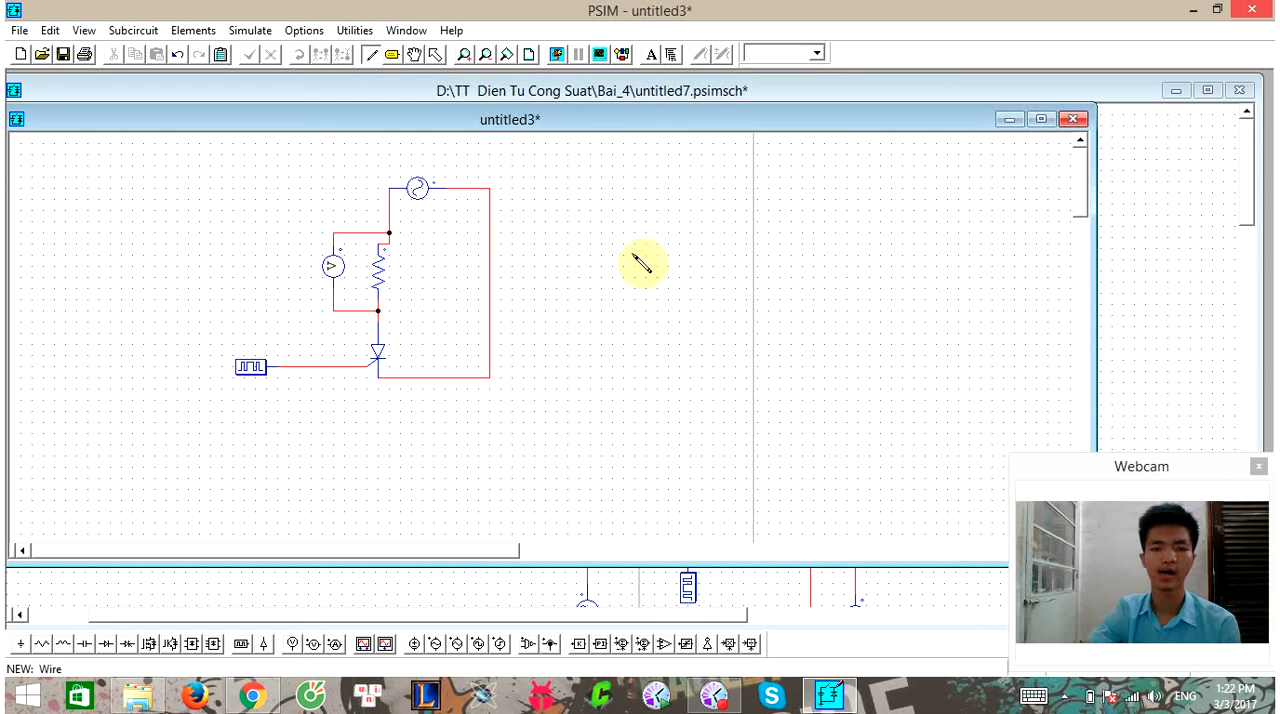 PSIM - untitled3*
File Edit View Subcircuit Elements Simulate Options Utilities Window Help
D:\TT Dien Tu Cong Suat\Bai_4\untitled7.psimsch*
untitled3*
Webcam
NEW: Wire
ENG
1:22 PM
3/3/2017